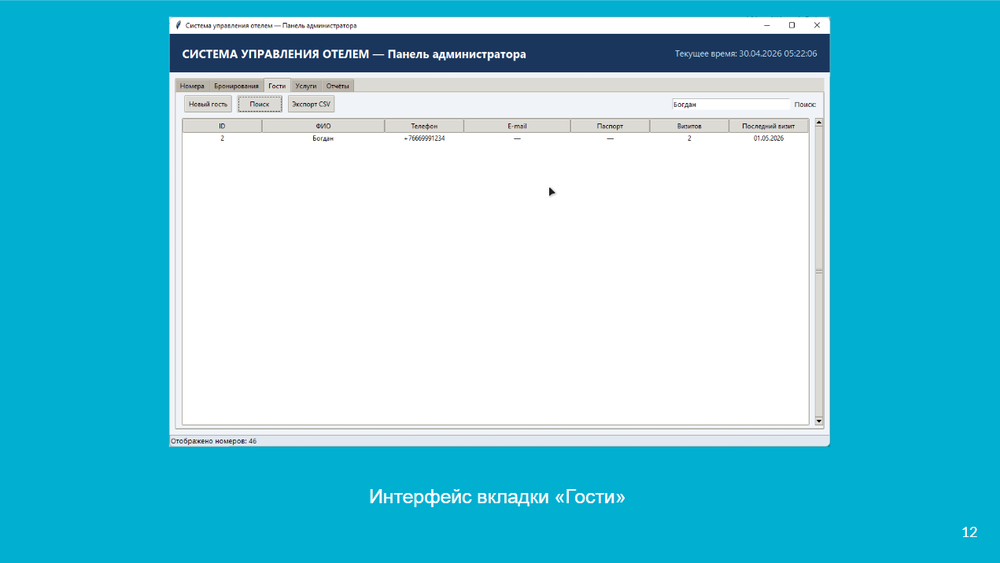 Система управления отелем — Панель администратора
СИСТЕМА УПРАВЛЕНИЯ ОТЕЛЕМ — Панель администратора
Текущее время: 30.04.2026 05:22:06
Номера Бронирования Гости Услуги Отчёты
Новый гость Поиск Экспорт CSV Богдан Поиск:
ID ФИО Телефон E-mail Паспорт Визитов Последний визит
2 Богдан +76669991234 — — 2 01.05.2026
Отображено номеров: 46
Интерфейс вкладки «Гости»
12